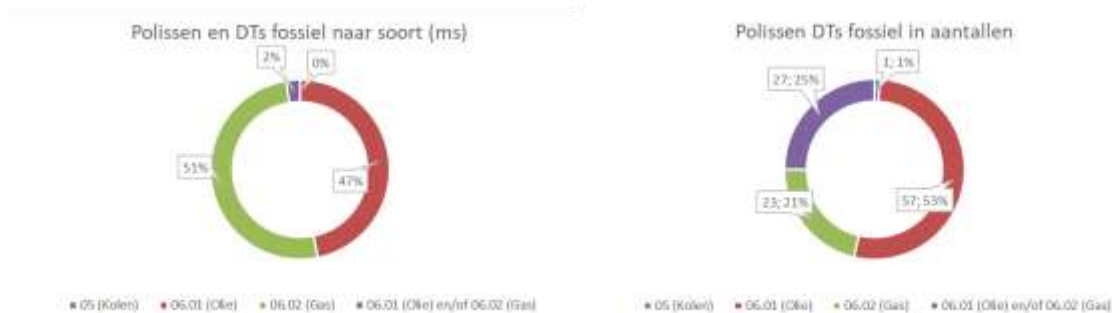 Polissen en DTs fossiel naar soort (ms)
2%
0%
51%
47%
05 (Kolen) 06.01 (Olie) 06.02 (Gas) 06.01 (Olie) en/of 06.02 (Gas)
Polissen DTs fossiel in aantallen
27; 25%
1; 1%
23; 21%
57; 53%
05 (Kolen) 06.01 (Olie) 06.02 (Gas) 06.01 (Olie) en/of 06.02 (Gas)